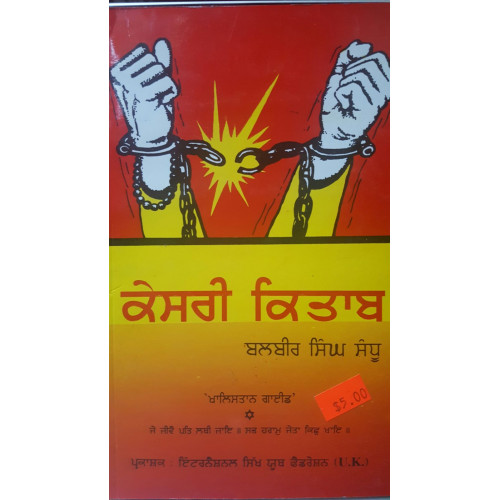 ਕੇਸਰੀ ਕਿਤਾਬ
ਬਲਬੀਰ ਸਿੰਘ ਸੰਧੂ
'ਖਾਲਿਸਤਾਨ ਗਾਈਡ'
$5.00
ਜੇ ਜੀਵੈ ਪਤਿ ਲਥੀ ਜਾਇ ॥ ਸਭ ਹਰਾਮੁ ਜੇਤਾ ਕਿਛੁ ਖਾਇ ॥
ਪ੍ਰਕਾਸ਼ਕ : ਇੰਟਰਨੈਸ਼ਨਲ ਸਿੱਖ ਯੂਥ ਫੈਡਰੇਸ਼ਨ (U.K.)